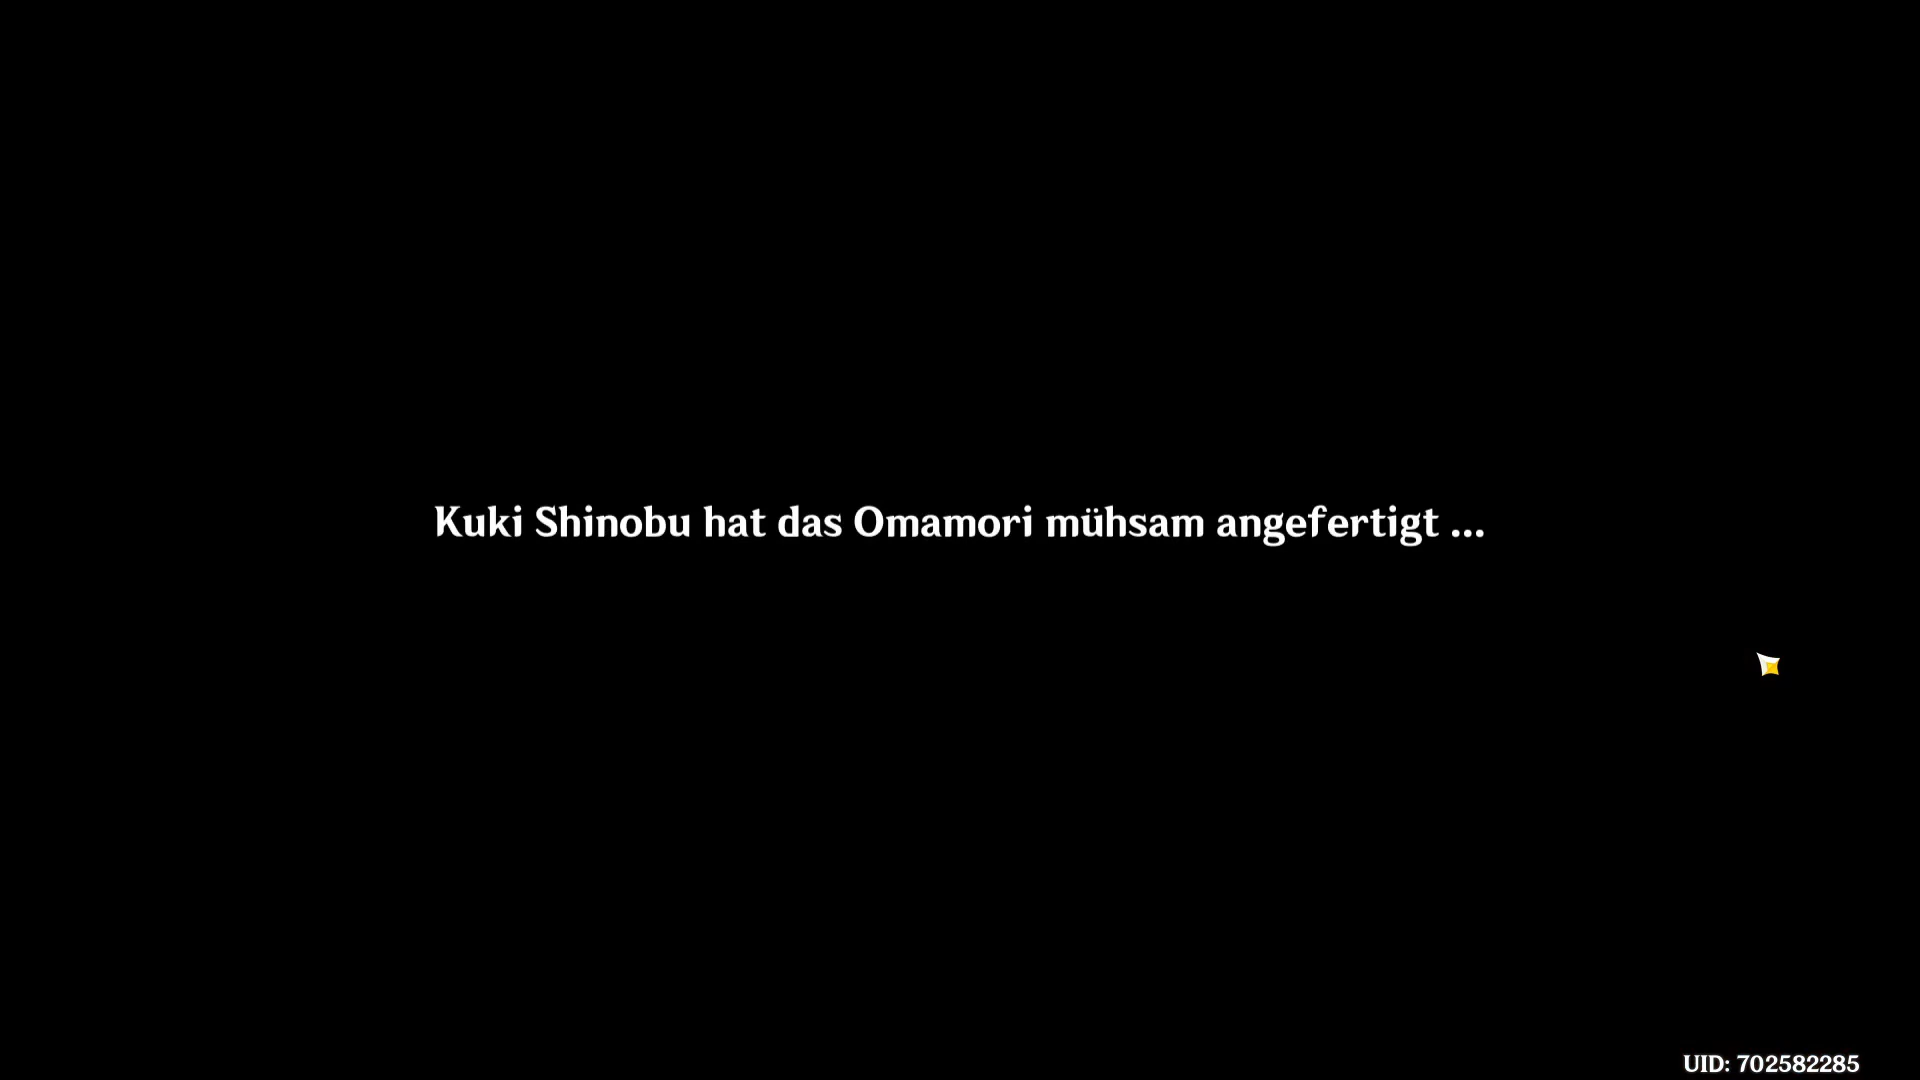 Kuki Shinobu hat das Omamori mühsam angefertigt ...
UID: 702582285